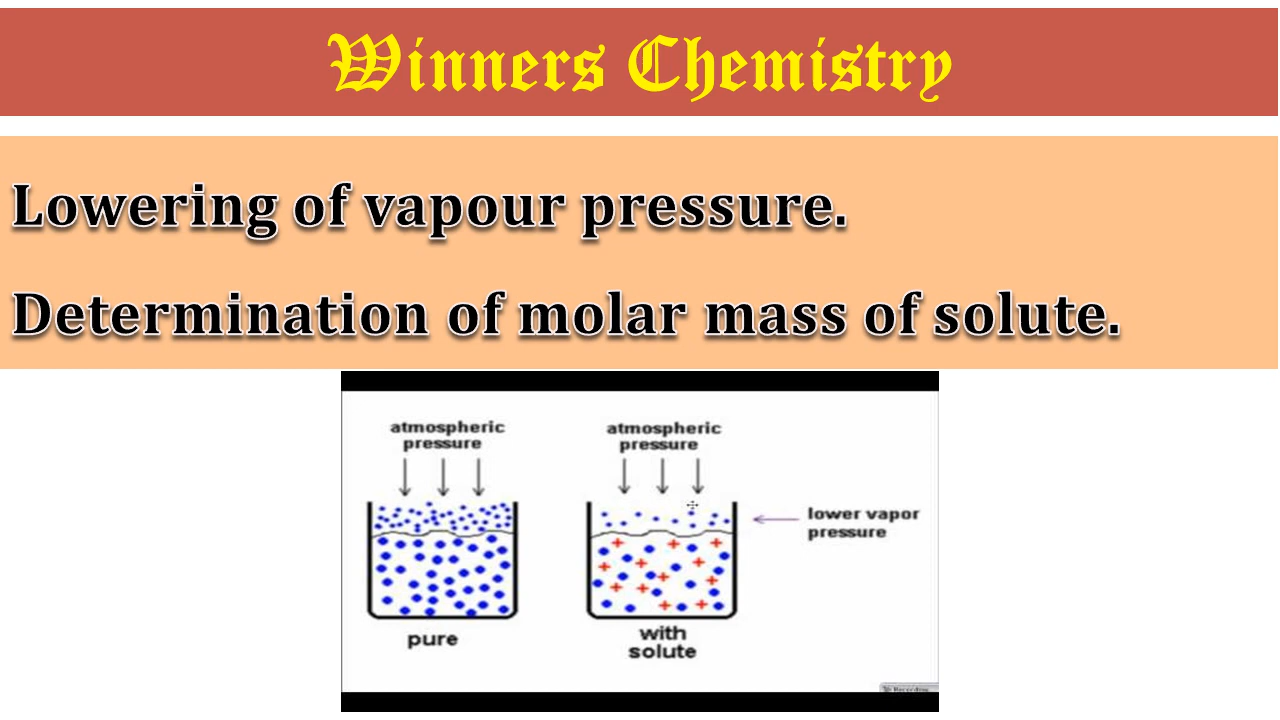 Winners Chemistry
Lowering of vapour pressure.
Determination of molar mass of solute.
atmospheric
pressure
atmospheric
pressure
lower vapor
pressure
pure
with
solute
Recording